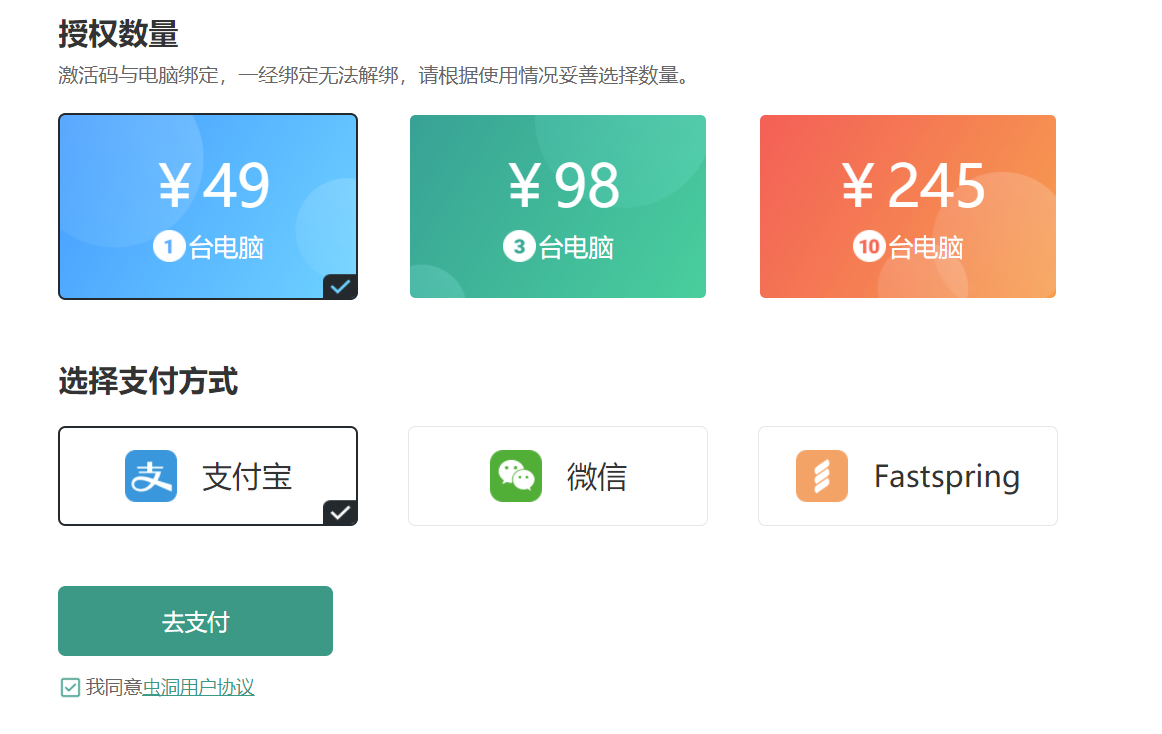 授权数量
激活码与电脑绑定，一经绑定无法解绑，请根据使用情况妥善选择数量。
￥49
1台电脑
￥98
3台电脑
￥245
10台电脑
选择支付方式
支付宝
微信
Fastspring
去支付
我同意虫洞用户协议